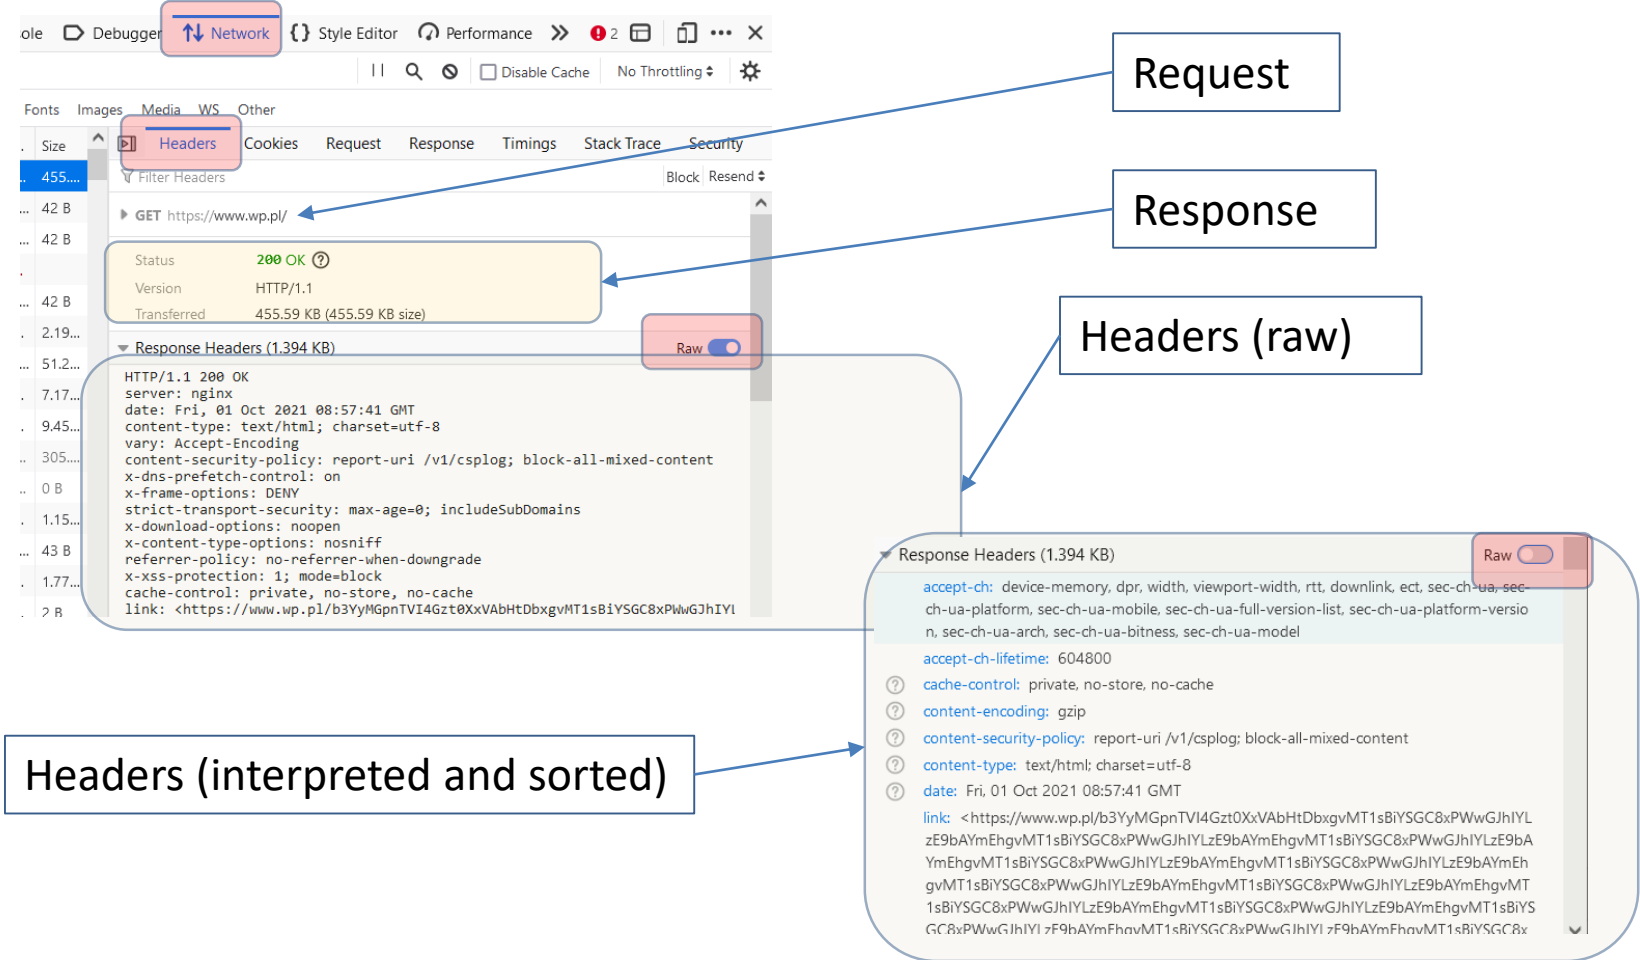 ole Debugger Network {} Style Editor Performance 2
Disable Cache No Throttling
Fonts Images Media WS Other
Size Headers Cookies Request Response Timings Stack Trace Security
455.... Filter Headers Block Resend
42 B GET https://www.wp.pl/
42 B
Status 200 OK
Version HTTP/1.1
42 B
Transferred 455.59 KB (455.59 KB size)
2.19...
Response Headers (1.394 KB) Raw
51.2...
7.17...
9.45...
305....
0 B
1.15...
43 B
1.77...
2 B
HTTP/1.1 200 OK
server: nginx
date: Fri, 01 Oct 2021 08:57:41 GMT
content-type: text/html; charset=utf-8
vary: Accept-Encoding
content-security-policy: report-uri /v1/csplog; block-all-mixed-content
x-dns-prefetch-control: on
x-frame-options: DENY
strict-transport-security: max-age=0; includeSubDomains
x-download-options: noopen
x-content-type-options: nosniff
referrer-policy: no-referrer-when-downgrade
x-xss-protection: 1; mode=block
cache-control: private, no-store, no-cache
link: <https://www.wp.pl/b3YyMGpnTVI4Gzt0XxVAbHtDbxgvMT1sBiYSGC8xPWwGJhIYL
Request
Response
Headers (raw)
Headers (interpreted and sorted)
Response Headers (1.394 KB) Raw
accept-ch: device-memory, dpr, width, viewport-width, rtt, downlink, ect, sec-ch-ua, sec-
ch-ua-platform, sec-ch-ua-mobile, sec-ch-ua-full-version-list, sec-ch-ua-platform-versio
n, sec-ch-ua-arch, sec-ch-ua-bitness, sec-ch-ua-model
accept-ch-lifetime: 604800
cache-control: private, no-store, no-cache
content-encoding: gzip
content-security-policy: report-uri /v1/csplog; block-all-mixed-content
content-type: text/html; charset=utf-8
date: Fri, 01 Oct 2021 08:57:41 GMT
link: <https://www.wp.pl/b3YyMGpnTVI4Gzt0XxVAbHtDbxgvMT1sBiYSGC8xPWwGJhIYL
zE9bAYmEhgvMT1sBiYSGC8xPWwGJhIYLzE9bAYmEhgvMT1sBiYSGC8xPWwGJhIYLzE9bA
YmEhgvMT1sBiYSGC8xPWwGJhIYLzE9bAYmEhgvMT1sBiYSGC8xPWwGJhIYLzE9bAYmEh
gvMT1sBiYSGC8xPWwGJhIYLzE9bAYmEhgvMT1sBiYSGC8xPWwGJhIYLzE9bAYmEhgvMT
1sBiYSGC8xPWwGJhIYLzE9bAYmEhgvMT1sBiYSGC8xPWwGJhIYLzE9bAYmEhgvMT1sBiYS
GC8xPWwGJhIYLzE9bAYmEhgvMT1sBiYSGC8xPWwGJhIYLzE9bAYmEhgvMT1sBiYSGC8x